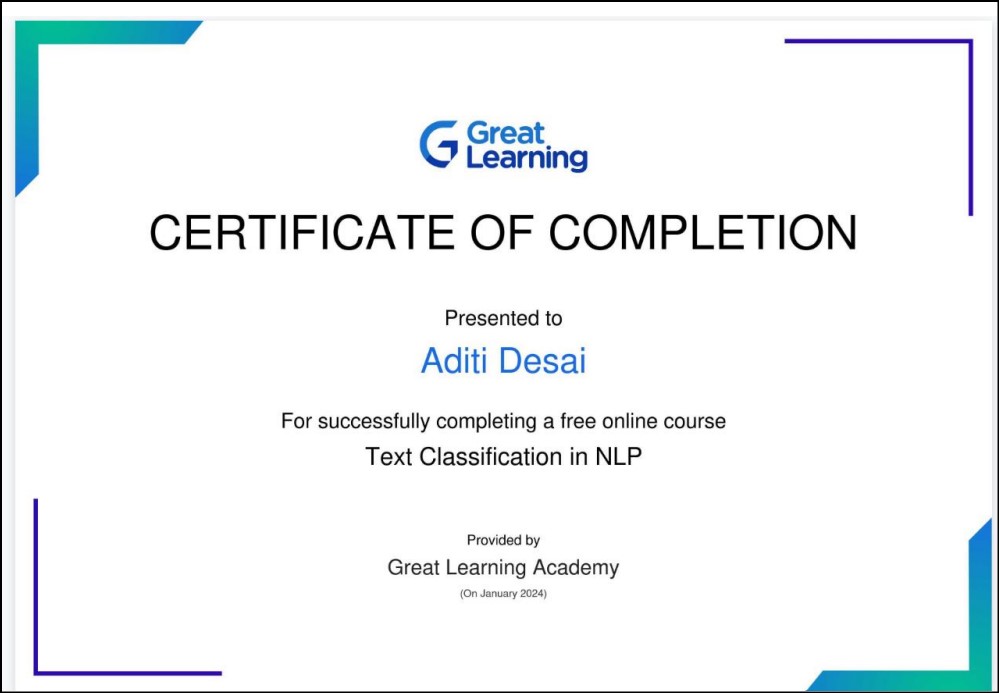 Great
Learning
CERTIFICATE OF COMPLETION
Presented to
Aditi Desai
For successfully completing a free online course
Text Classification in NLP
Provided by
Great Learning Academy
(On January 2024)